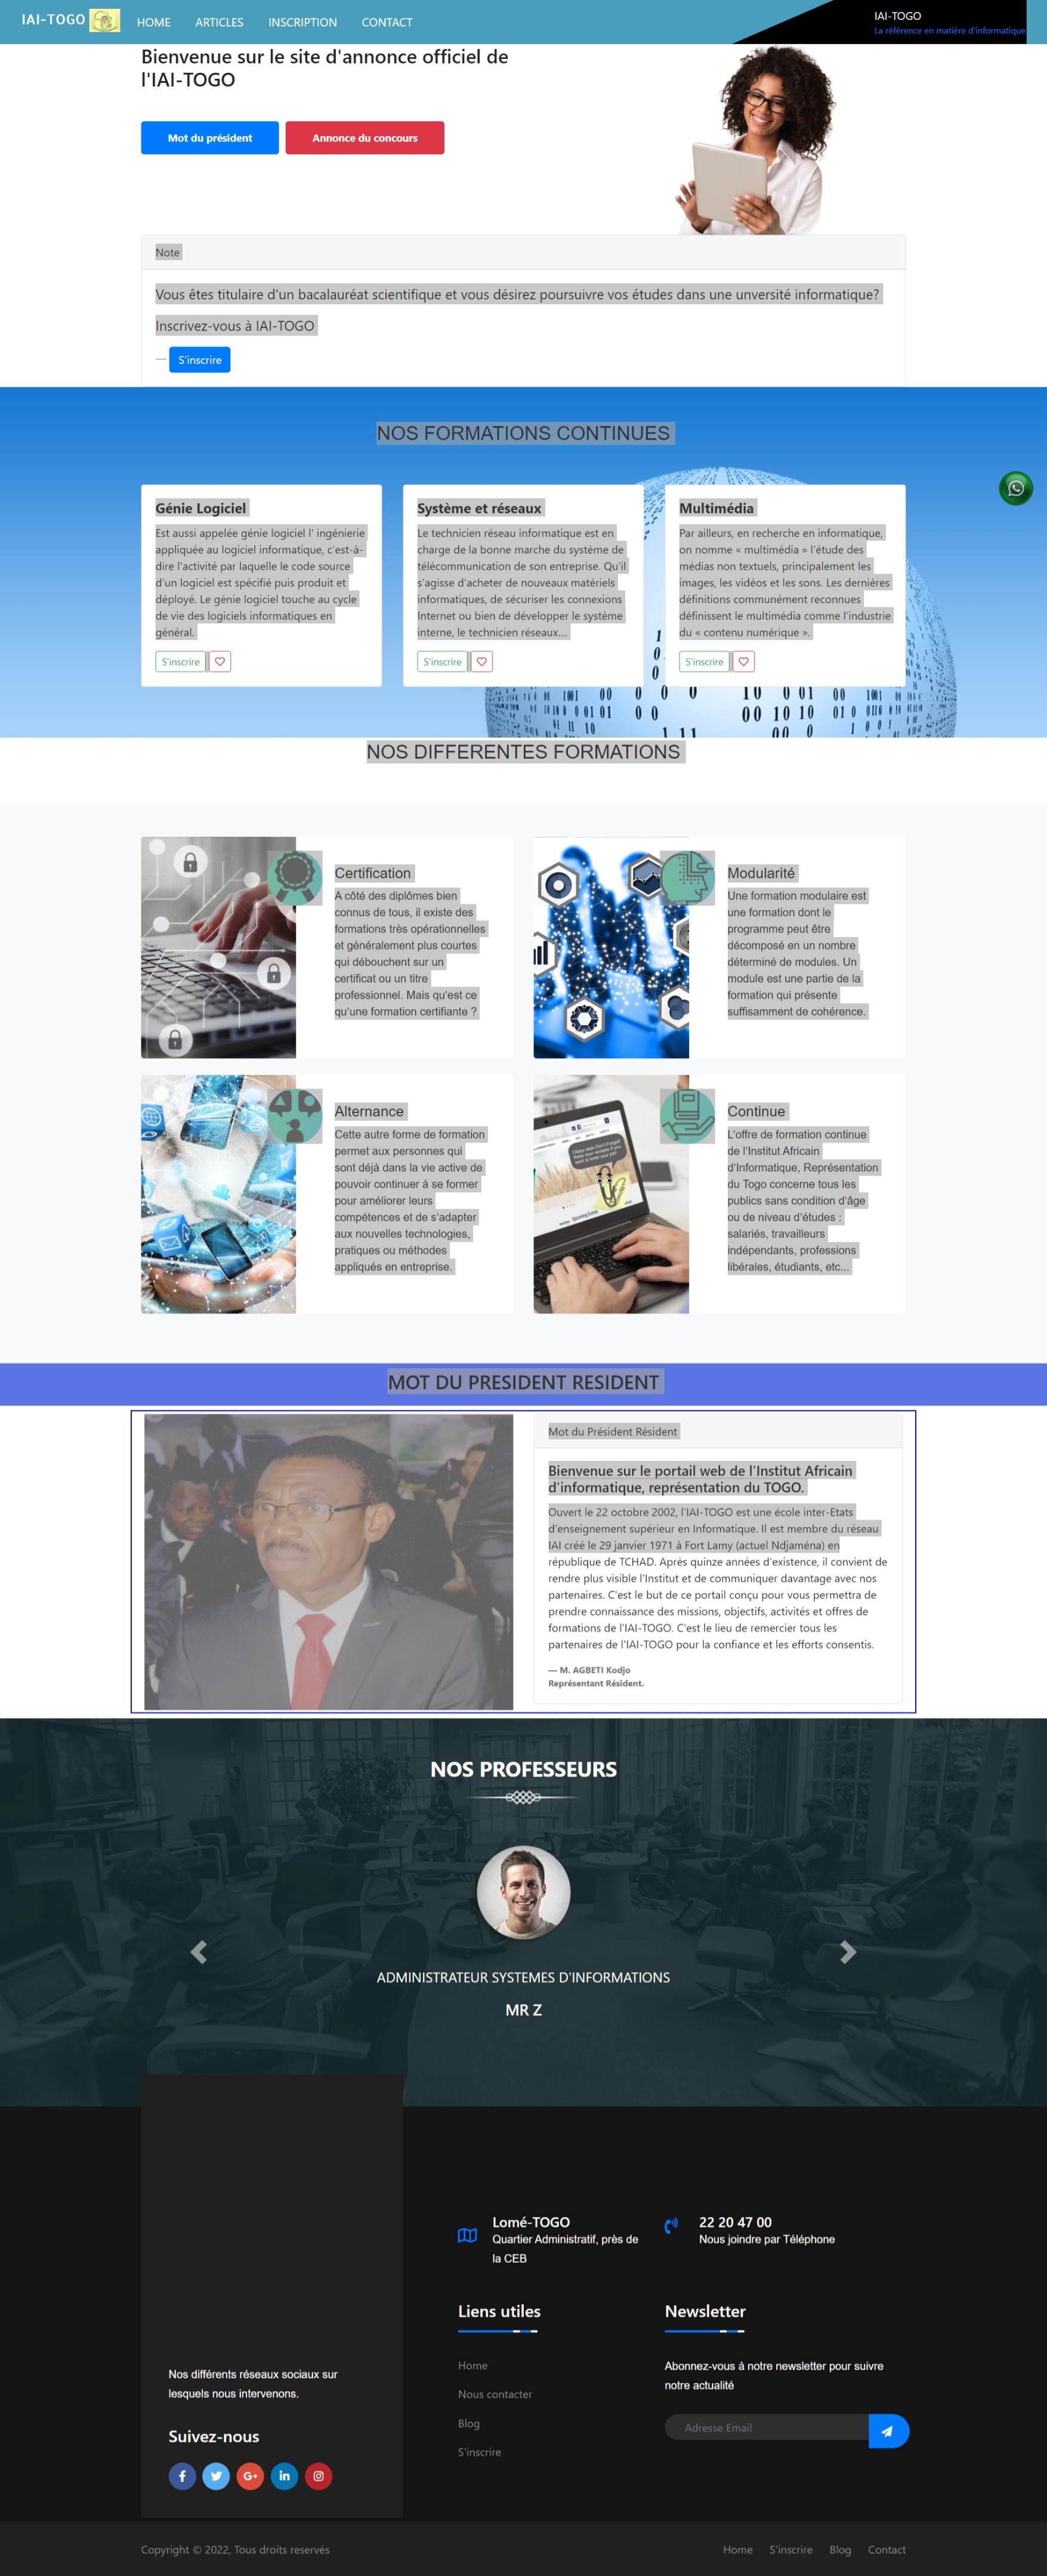 IAI-TOGO
HOME
ARTICLES
INSCRIPTION
CONTACT
IAI-TOGO
La référence en matière d'informatique
Bienvenue sur le site d'annonce officiel de
l'IAI-TOGO
Mot du président
Annonce du concours
Note
Vous êtes titulaire d'un bacalauréat scientifique et vous désirez poursuivre vos études dans une unversité informatique?
Inscrivez-vous à IAI-TOGO
— S'inscrire
NOS FORMATIONS CONTINUES
Génie Logiciel
Est aussi appelée génie logiciel l' ingénierie
appliquée au logiciel informatique, c'est-à-
dire l'activité par laquelle le code source
d'un logiciel est spécifié puis produit et
déployé. Le génie logiciel touche au cycle
de vie des logiciels informatiques en
général.
S'inscrire
Système et réseaux
Le technicien réseau informatique est en
charge de la bonne marche du système de
télécommunication de son entreprise. Qu'il
s'agisse d'acheter de nouveaux matériels
informatiques, de sécuriser les connexions
Internet ou bien de développer le système
interne, le technicien réseaux....
S'inscrire
Multimédia
Par ailleurs, en recherche en informatique,
on nomme « multimédia » l'étude des
médias non textuels, principalement les
images, les vidéos et les sons. Les dernières
définitions communément reconnues
définissent le multimédia comme l'industrie
du « contenu numérique ».
S'inscrire
NOS DIFFERENTES FORMATIONS
Certification
A côté des diplômes bien
connus de tous, il existe des
formations très opérationnelles
et généralement plus courtes
qui débouchent sur un
certificat ou un titre
professionnel. Mais qu'est ce
qu'une formation certifiante ?
Modularité
Une formation modulaire est
une formation dont le
programme peut être
décomposé en un nombre
déterminé de modules. Un
module est une partie de la
formation qui présente
suffisamment de cohérence.
Alternance
Cette autre forme de formation
permet aux personnes qui
sont déjà dans la vie active de
pouvoir continuer à se former
pour améliorer leurs
compétences et de s'adapter
aux nouvelles technologies,
pratiques ou méthodes
appliqués en entreprise.
Continue
L'offre de formation continue
de l'Institut Africain
d'Informatique, Représentation
du Togo concerne tous les
publics sans condition d'âge
ou de niveau d'études :
salariés, travailleurs
indépendants, professions
libérales, étudiants, etc...
MOT DU PRESIDENT RESIDENT
Mot du Président Résident
Bienvenue sur le portail web de l'Institut Africain
d'informatique, représentation du TOGO.
Ouvert le 22 octobre 2002, l'IAI-TOGO est une école inter-Etats
d'enseignement supérieur en Informatique. Il est membre du réseau
IAI créé le 29 janvier 1971 à Fort Lamy (actuel Ndjaména) en
république de TCHAD. Après quinze années d'existence, il convient de
rendre plus visible l'Institut et de communiquer davantage avec nos
partenaires. C'est le but de ce portail conçu pour vous permettra de
prendre connaissance des missions, objectifs, activités et offres de
formations de l'IAI-TOGO. C'est le lieu de remercier tous les
partenaires de l'IAI-TOGO pour la confiance et les efforts consentis.
— M. AGBETI Kodjo
Représentant Résident.
NOS PROFESSEURS
ADMINISTRATEUR SYSTEMES D'INFORMATIONS
MR Z
Lomé-TOGO
Quartier Administratif, près de
la CEB
22 20 47 00
Nous joindre par Téléphone
Nos différents réseaux sociaux sur
lesquels nous intervenons.
Suivez-nous
Liens utiles
Home
Nous contacter
Blog
S'inscrire
Newsletter
Abonnez-vous à notre newsletter pour suivre
notre actualité
Adresse Email
Copyright © 2022, Tous droits reservés
Home
S'inscrire
Blog
Contact